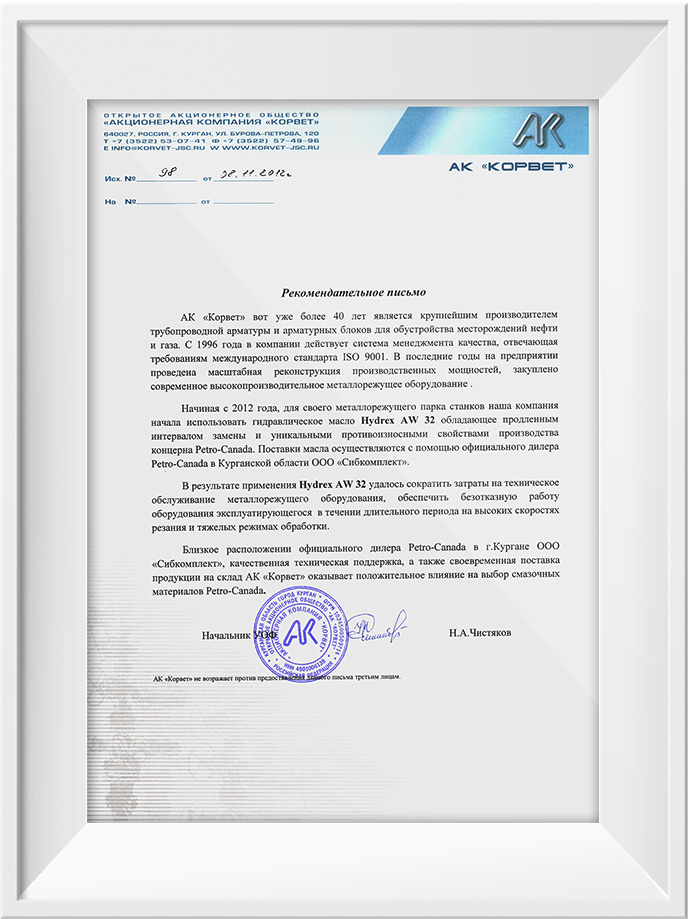 ОТКРЫТОЕ АКЦИОНЕРНОЕ ОБЩЕСТВО
«АКЦИОНЕРНАЯ КОМПАНИЯ «КОРВЕТ»
640027, РОССИЯ, Г. КУРГАН, УЛ. БУРОВА-ПЕТРОВА, 120
Т +7 (3522) 53-07-41 Ф +7 (3522) 57-49-96
E INFO@KORVET-JSC.RU W WWW.KORVET-JSC.RU
АК
АК «КОРВЕТ»
Исх. № 98 от 08.11.2012г
На № от
Рекомендательное письмо
АК «Корвет» вот уже более 40 лет является крупнейшим производителем
трубопроводной арматуры и арматурных блоков для обустройства месторождений нефти
и газа. С 1996 года в компании действует система менеджмента качества, отвечающая
требованиям международного стандарта ISO 9001. В последние годы на предприятии
проведена масштабная реконструкция производственных мощностей, закуплено
современное высокопроизводительное металлорежущее оборудование .
Начиная с 2012 года, для своего металлорежущего парка станков наша компания
начала использовать гидравлическое масло Hydrex AW 32 обладающее продленным
интервалом замены и уникальными противоизносными свойствами производства
концерна Petro-Canada. Поставки масла осуществляются с помощью официального дилера
Petro-Canada в Курганской области ООО «Сибкомплект».
В результате применения Hydrex AW 32 удалось сократить затраты на техническое
обслуживание металлорежущего оборудования, обеспечить безотказную работу
оборудования эксплуатирующегося в течении длительного периода на высоких скоростях
резания и тяжелых режимах обработки.
Близкое расположении официального дилера Petro-Canada в г.Кургане ООО
«Сибкомплект», качественная техническая поддержка, а также своевременная поставка
продукции на склад АК «Корвет» оказывает положительное влияние на выбор смазочных
материалов Petro-Canada.
Начальник УОФ Н.А.Чистяков
АКЦИОНЕРНАЯ КОМПАНИЯ "КОРВЕТ"
АК
РОССИЙСКАЯ ФЕДЕРАЦИЯ
АК «Корвет» не возражает против предоставления данного письма третьим лицам.